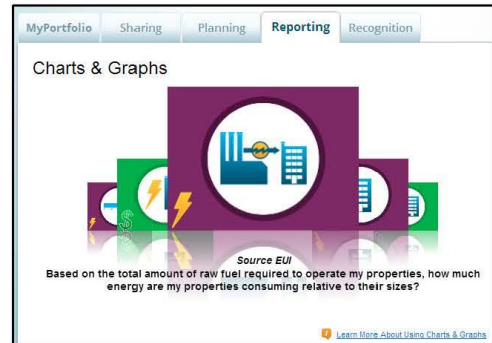 MyPortfolio Sharing Planning Reporting Recognition
Charts & Graphs
Source EUI
Based on the total amount of raw fuel required to operate my properties, how much
energy are my properties consuming relative to their sizes?
Learn More About Using Charts & Graphs